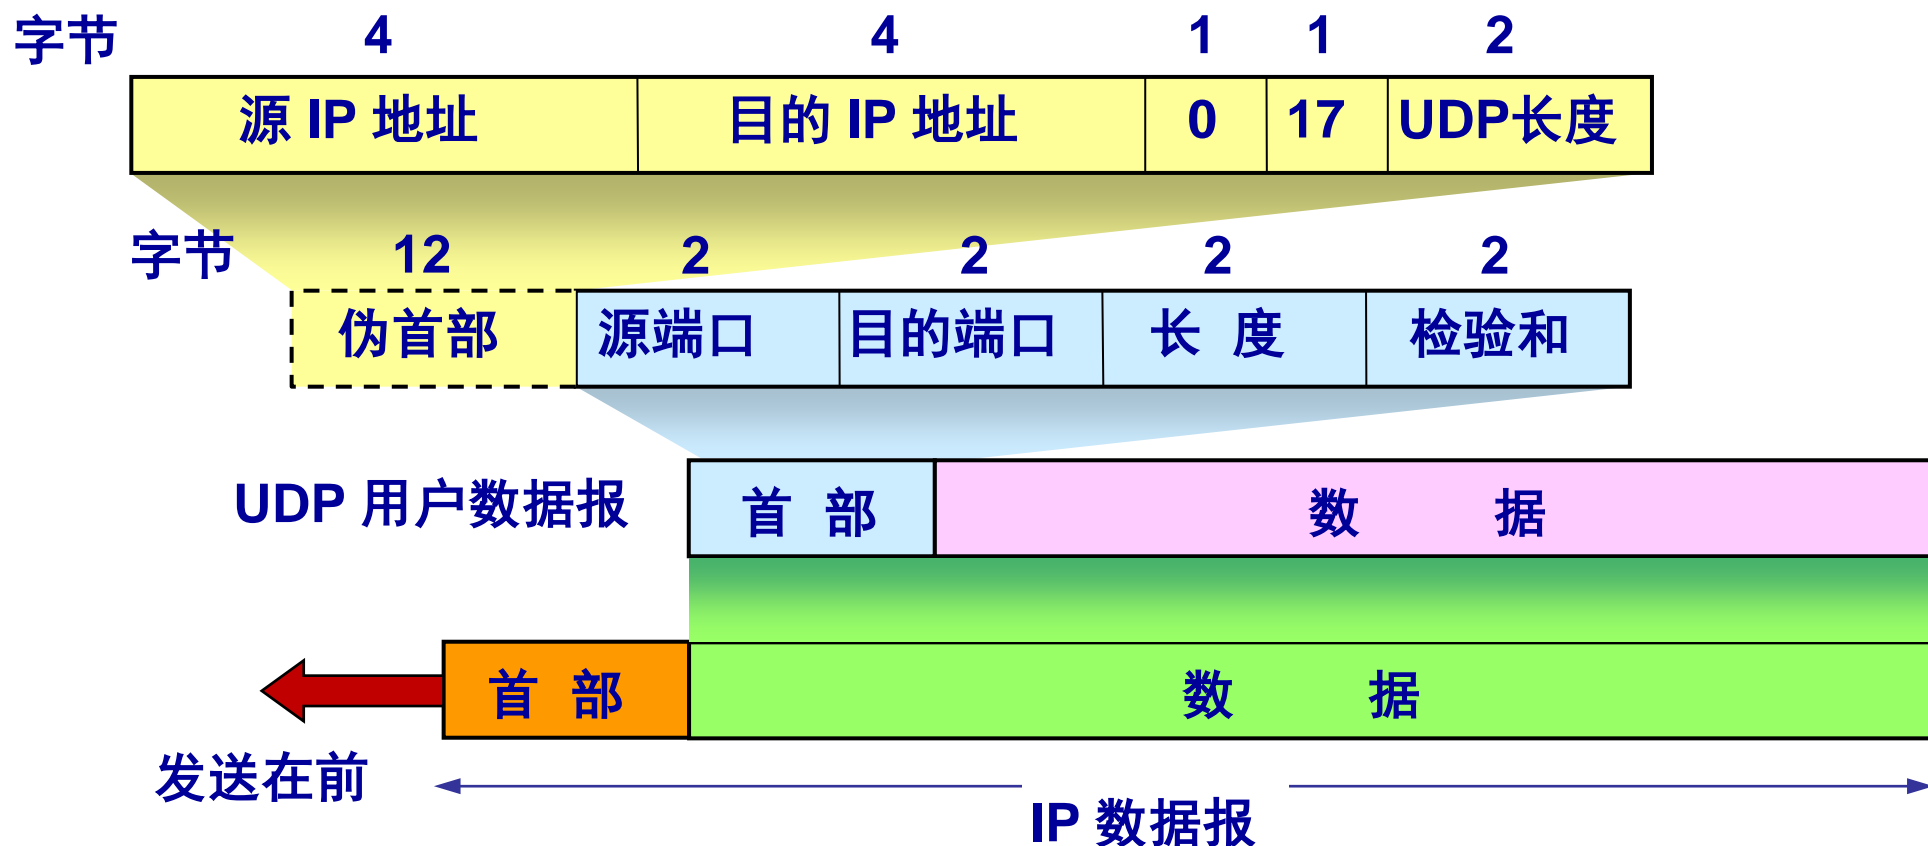 字节 4 4 1 1 2
源 IP 地址 目的 IP 地址 0 17 UDP长度
字节 12 2 2 2 2
伪首部 源端口 目的端口 长 度 检验和
UDP 用户数据报 首 部 数 据
首 部 数 据
发送在前
IP 数据报